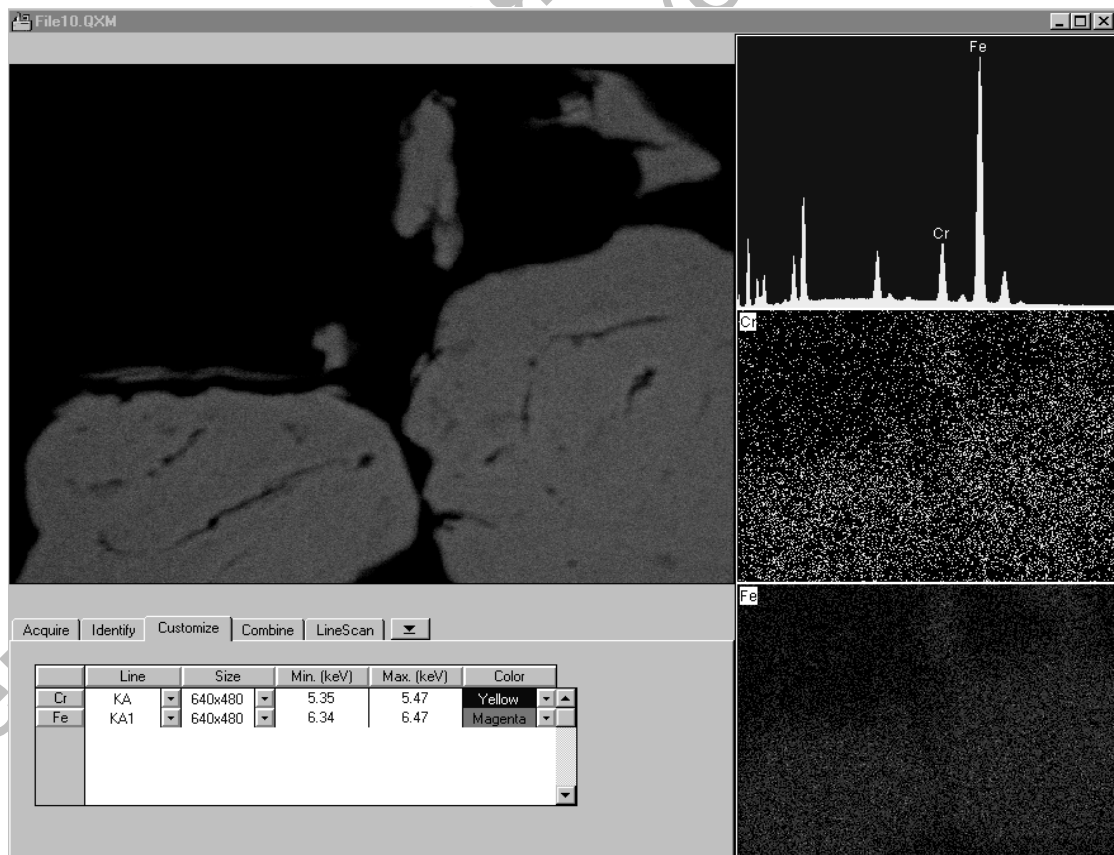 File10.QXM
Fe
Cr
Cr
Fe
Acquire Identify Customize Combine LineScan
Line Size Min. (keV) Max. (keV) Color
Cr KA 640x480 5.35 5.47 Yellow
Fe KA1 640x480 6.34 6.47 Magenta